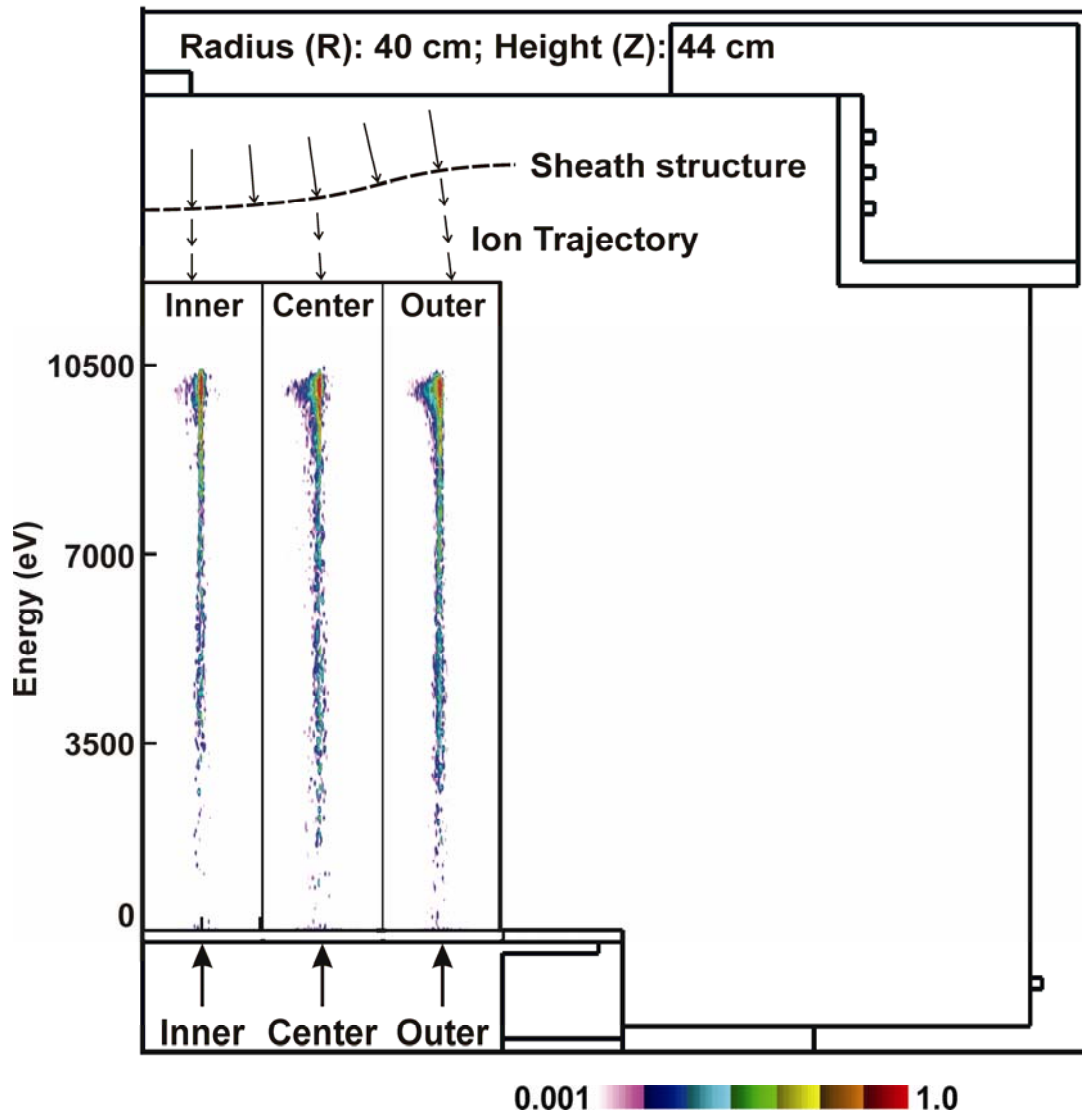 Radius (R): 40 cm; Height (Z): 44 cm
Sheath structure
Ion Trajectory
Inner Center Outer
10500
7000
3500
0
Energy (eV)
Inner Center Outer
0.001 1.0